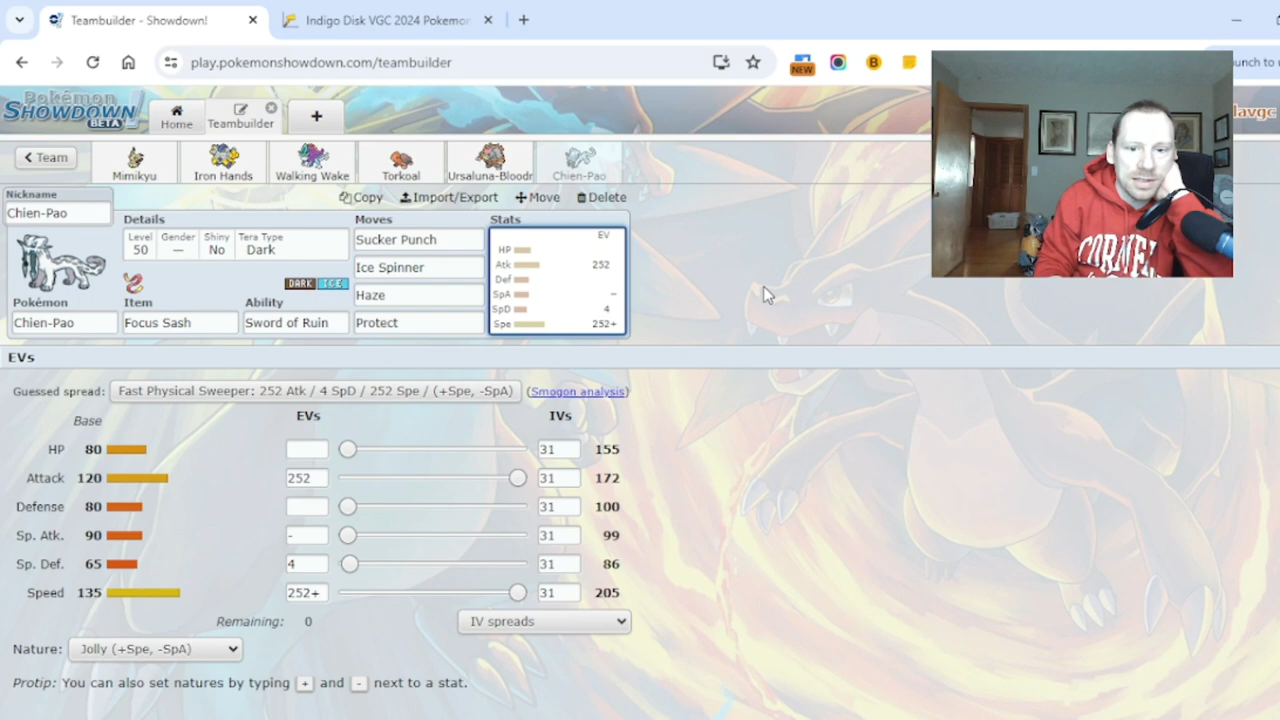 Teambuilder - Showdown!
Indigo Disk VGC 2024 Pokemon
play.pokemonshowdown.com/teambuilder
NEW
B
unch to
Pokémon
SHOWDOWN
BETA
Home
Teambuilder
+
lavgc
< Team
Mimikyu
Iron Hands
Walking Wake
Torkoal
Ursaluna-Bloodr
Chien-Pao
Nickname
Chien-Pao
Copy
Import/Export
Move
Delete
Details
Moves
Stats
Level
50
Gender
—
Shiny
No
Tera Type
Dark
DARK ICE
Pokémon
Chien-Pao
Item
Focus Sash
Ability
Sword of Ruin
Sucker Punch
Ice Spinner
Haze
Protect
EV
HP
Atk 252
Def
SpA –
SpD 4
Spe 252+
EVs
Guessed spread: Fast Physical Sweeper: 252 Atk / 4 SpD / 252 Spe / (+Spe, -SpA) (Smogon analysis)
Base EVs IVs
HP 80 31 155
Attack 120 252 31 172
Defense 80 31 100
Sp. Atk. 90 - 31 99
Sp. Def. 65 4 31 86
Speed 135 252+ 31 205
Remaining: 0 IV spreads
Nature: Jolly (+Spe, -SpA)
Protip: You can also set natures by typing + and - next to a stat.
CORNEL